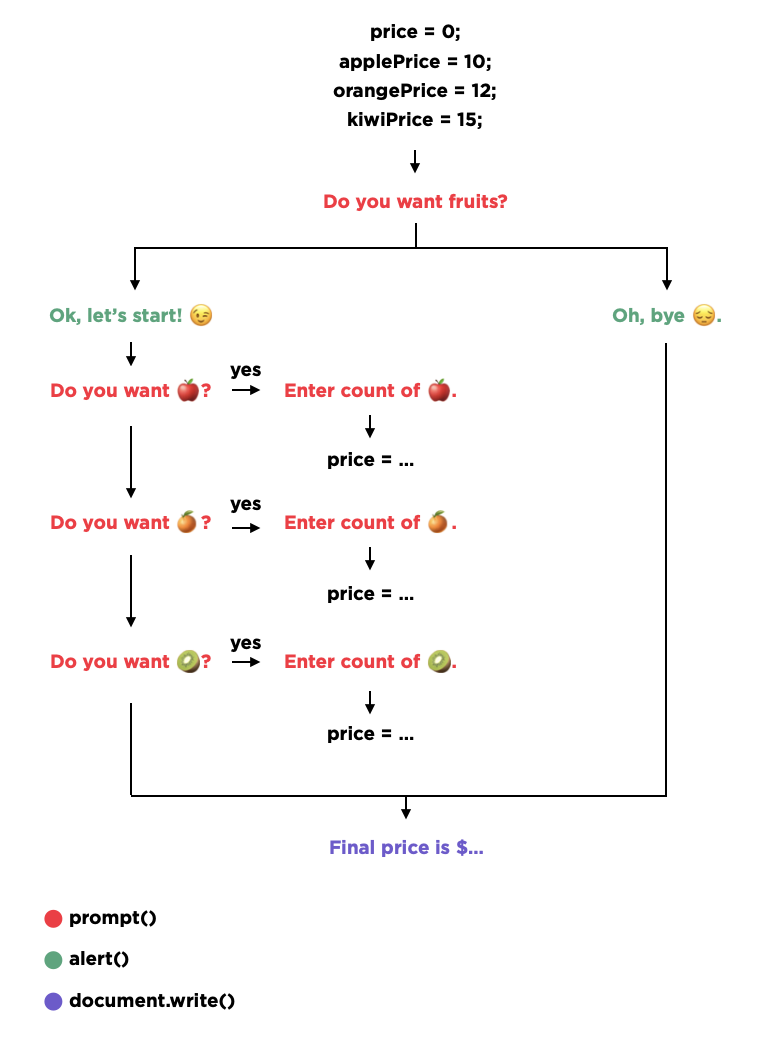 price = 0;
applePrice = 10;
orangePrice = 12;
kiwiPrice = 15;
Do you want fruits?
Ok, let’s start! 😉
Oh, bye 😔.
Do you want 🍎?
yes
Enter count of 🍎.
price = ...
Do you want 🍊?
yes
Enter count of 🍊.
price = ...
Do you want 🥝?
yes
Enter count of 🥝.
price = ...
Final price is $...
prompt()
alert()
document.write()